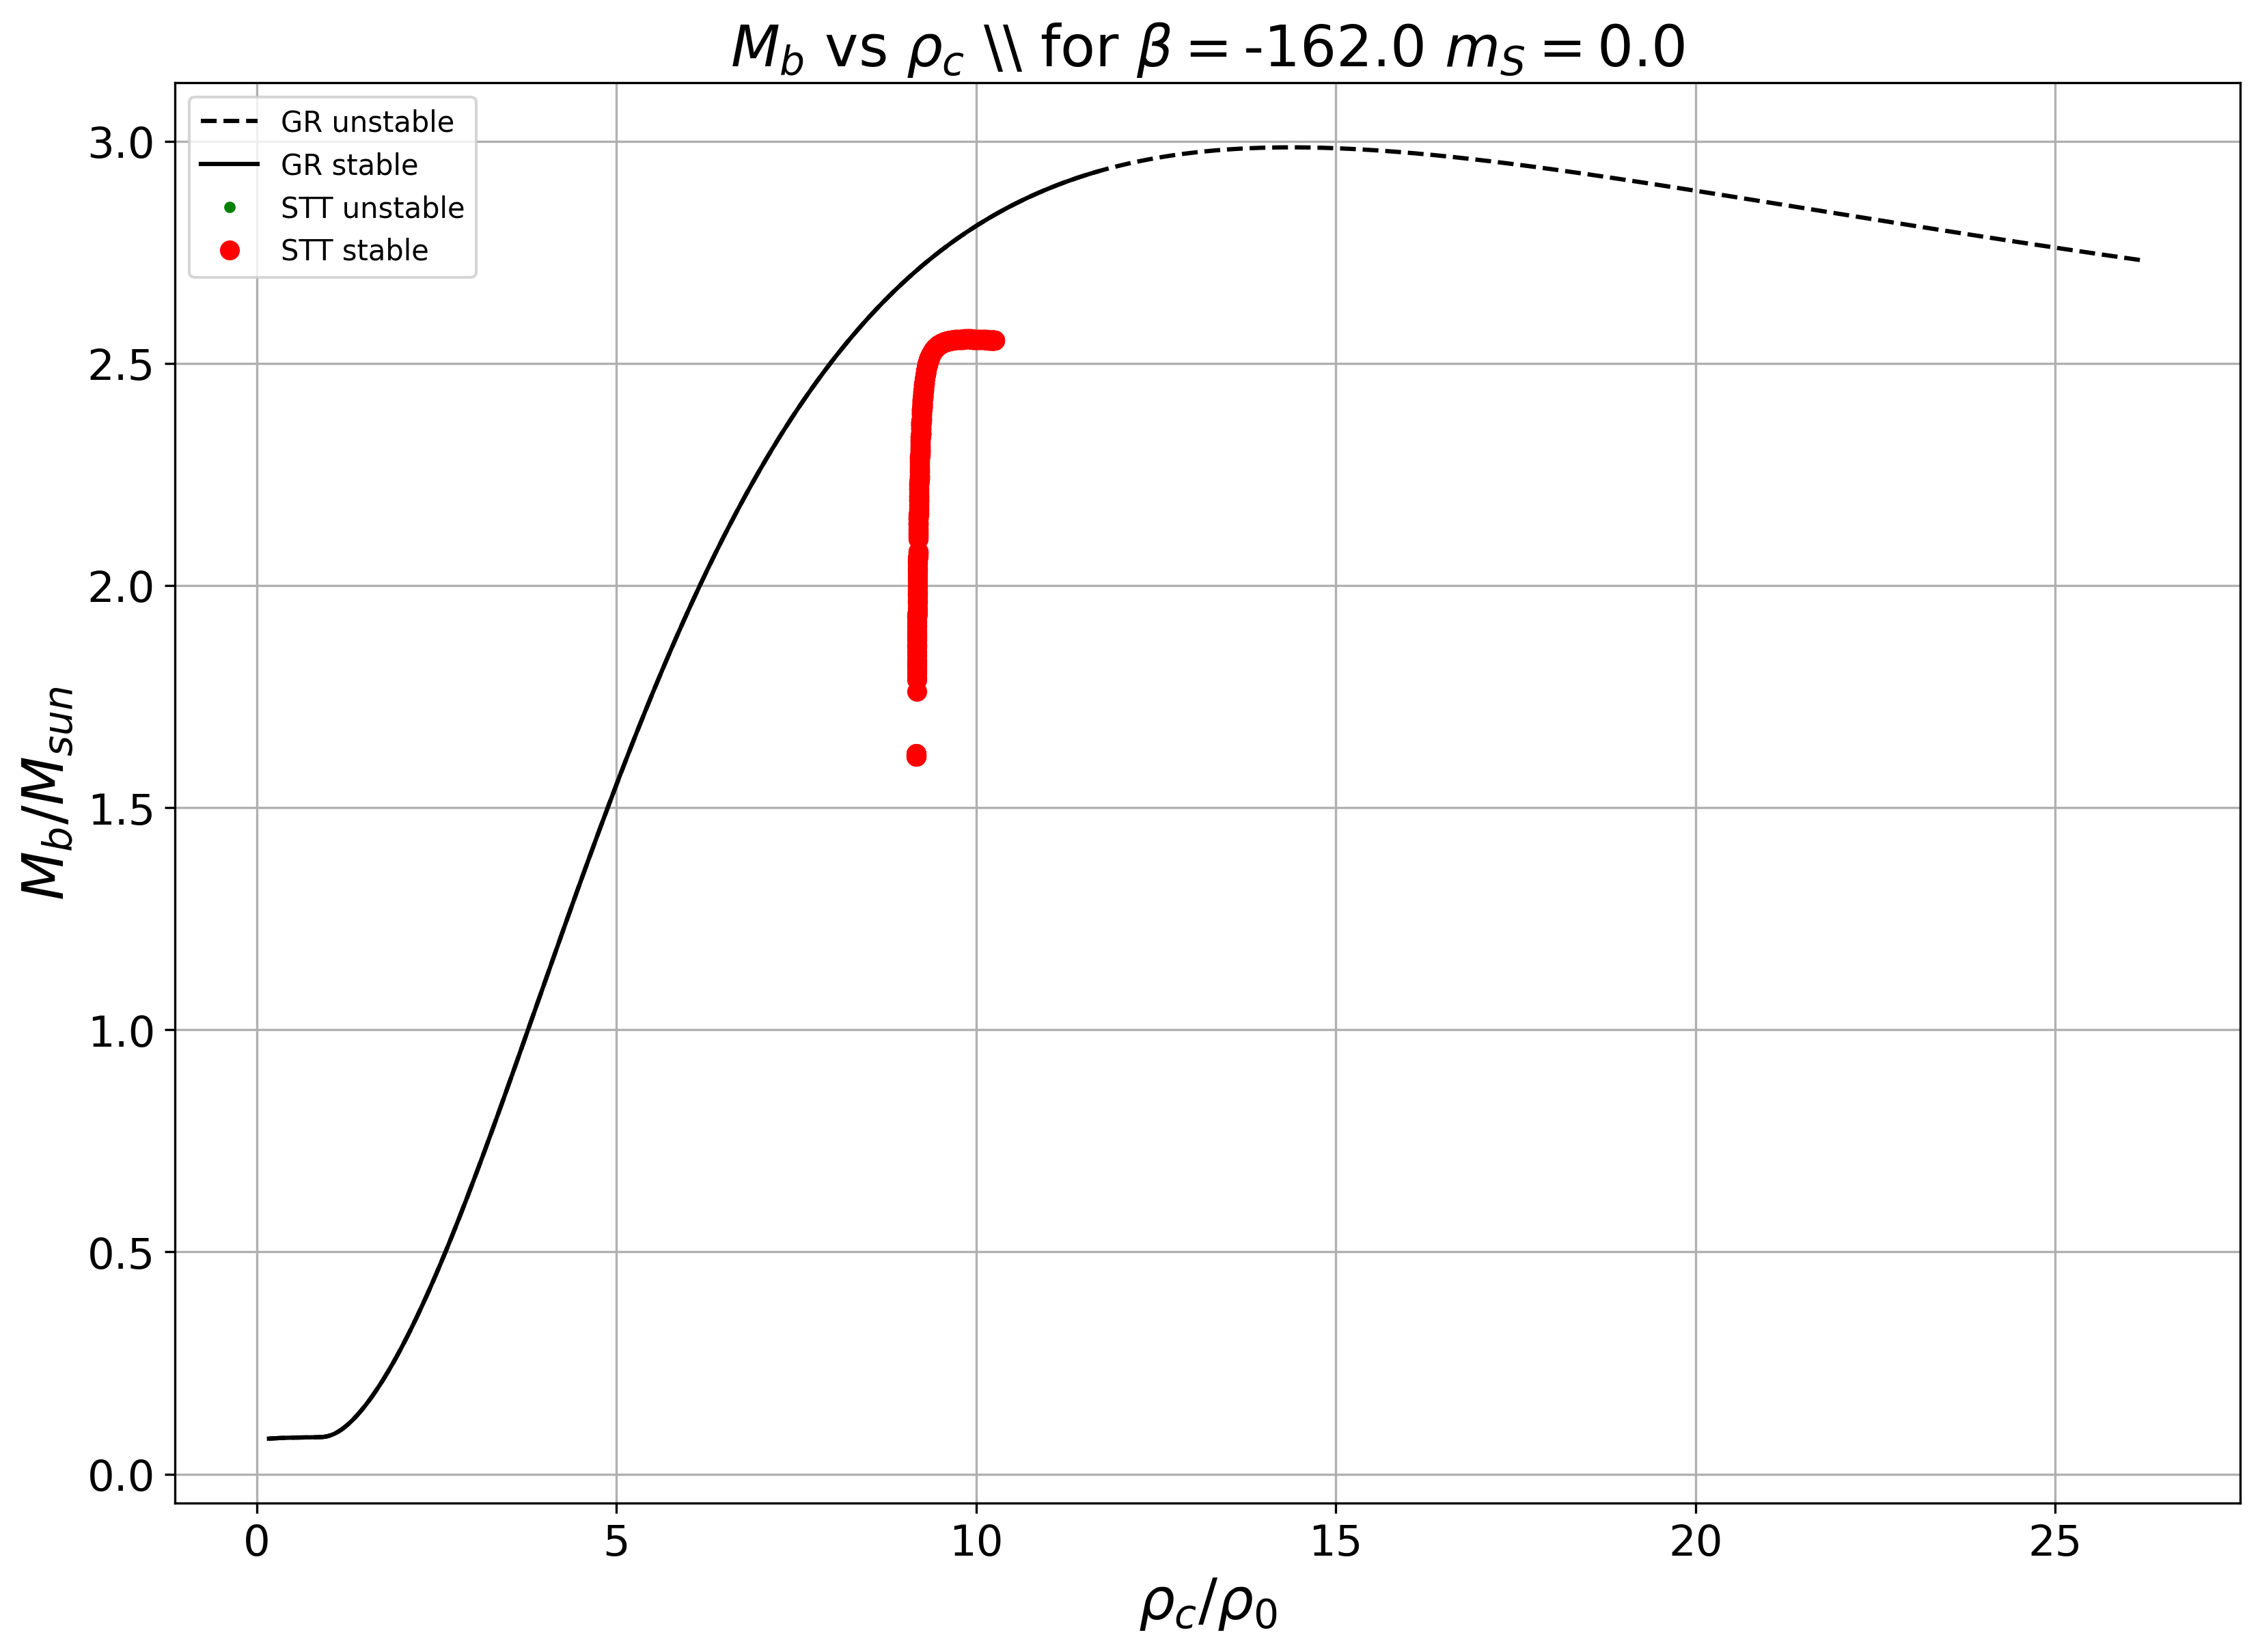 M_b vs ρ_c \\ for β = -162.0 m_S = 0.0
GR unstable
GR stable
STT unstable
STT stable
3.0
2.5
2.0
1.5
1.0
0.5
0.0
M_b/M_sun
0 5 10 15 20 25
ρ_c/ρ_0